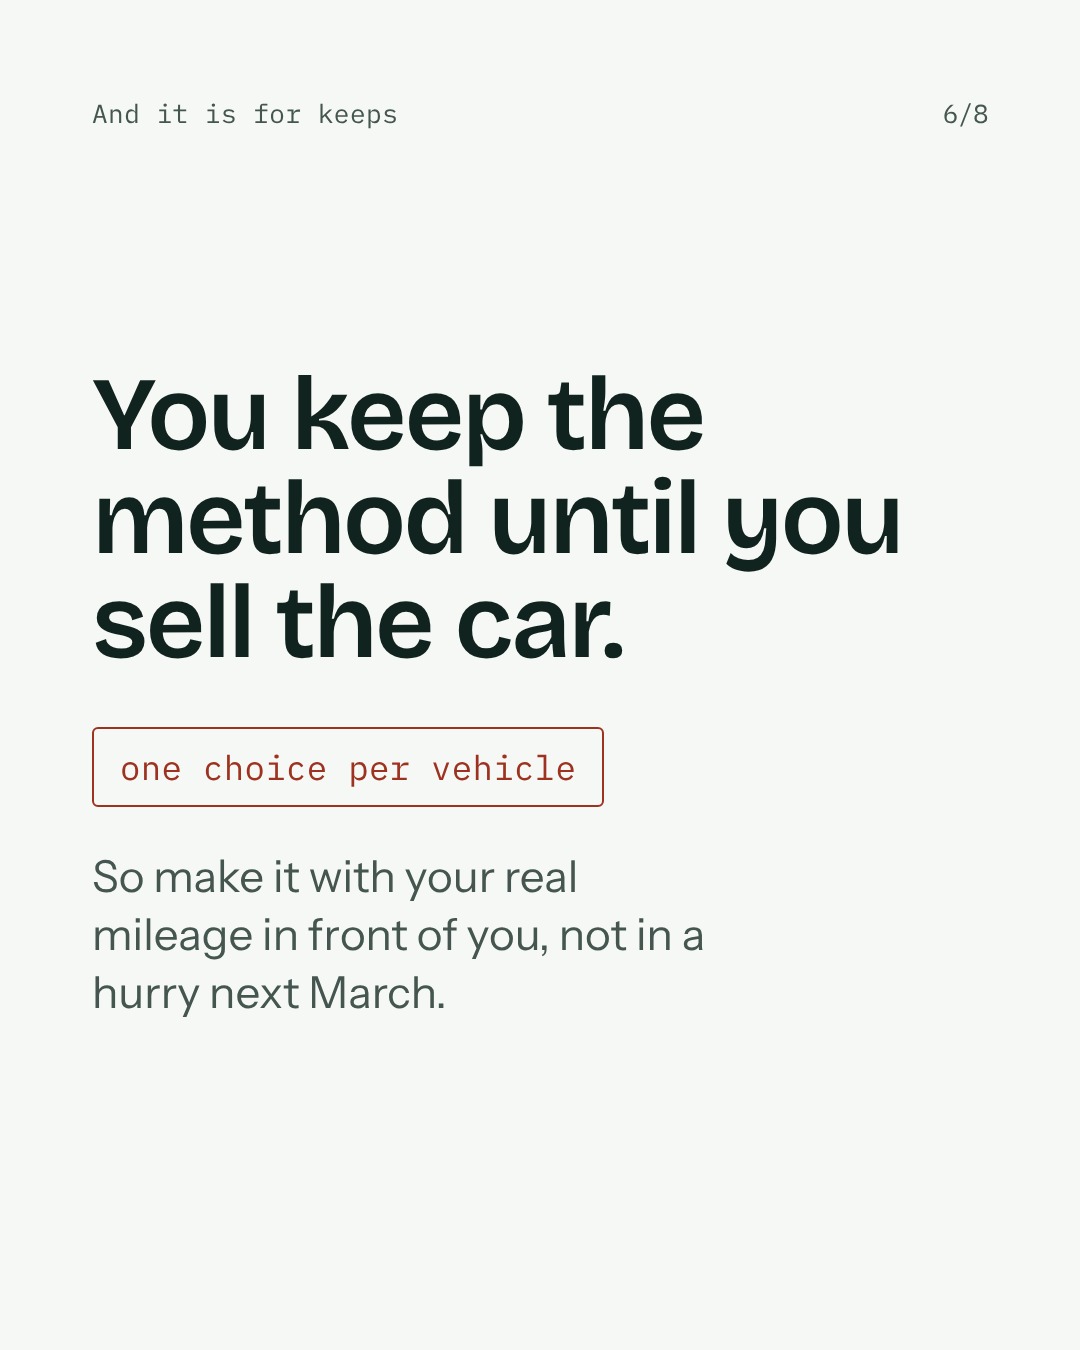 And it is for keeps
6/8
You keep the
method until you
sell the car.
one choice per vehicle
So make it with your real
mileage in front of you, not in a
hurry next March.